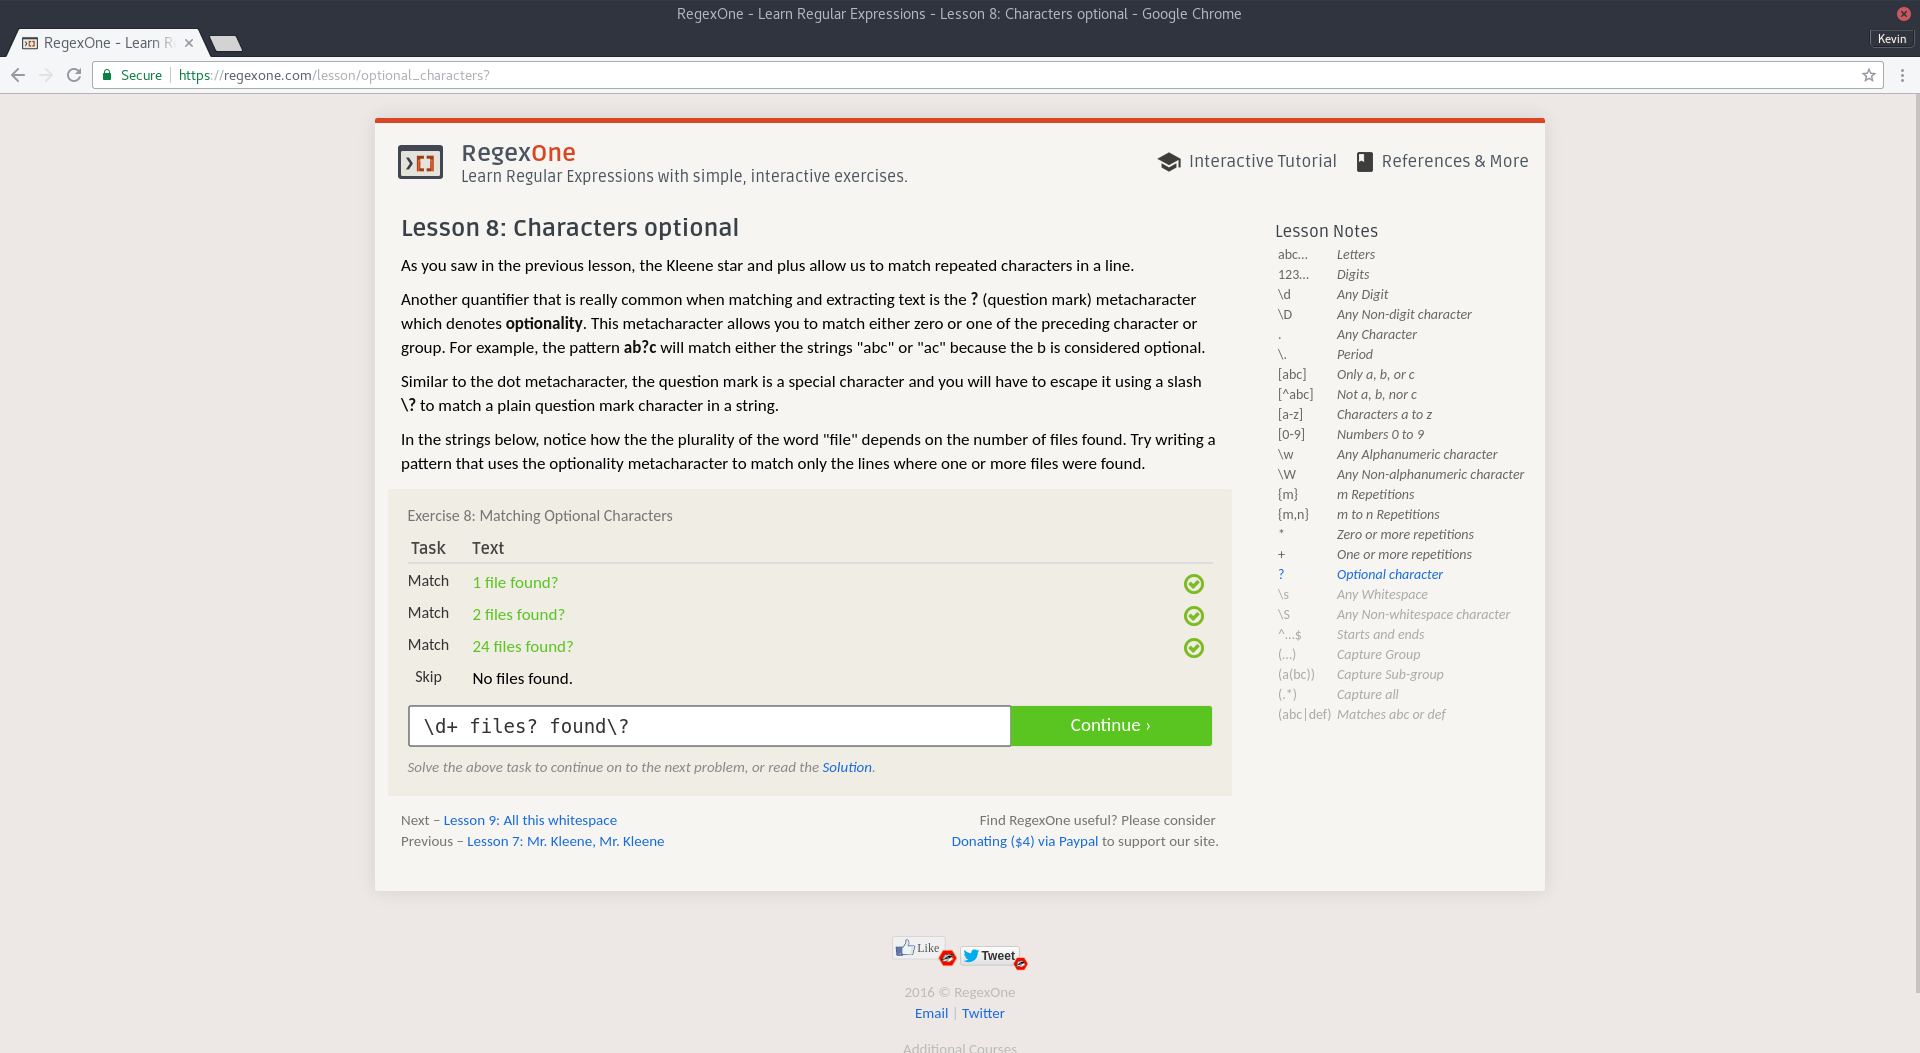 RegexOne - Learn Regular Expressions - Lesson 8: Characters optional - Google Chrome
RegexOne - Learn R
Kevin
Secure
https://regexone.com/lesson/optional_characters?
RegexOne
Learn Regular Expressions with simple, interactive exercises.
Interactive Tutorial
References & More
Lesson 8: Characters optional
As you saw in the previous lesson, the Kleene star and plus allow us to match repeated characters in a line.
Another quantifier that is really common when matching and extracting text is the ? (question mark) metacharacter
which denotes optionality. This metacharacter allows you to match either zero or one of the preceding character or
group. For example, the pattern ab?c will match either the strings "abc" or "ac" because the b is considered optional.
Similar to the dot metacharacter, the question mark is a special character and you will have to escape it using a slash
\? to match a plain question mark character in a string.
In the strings below, notice how the the plurality of the word "file" depends on the number of files found. Try writing a
pattern that uses the optionality metacharacter to match only the lines where one or more files were found.
Exercise 8: Matching Optional Characters
Task Text
Match 1 file found?
Match 2 files found?
Match 24 files found?
Skip No files found.
\d+ files? found\?
Continue ›
Solve the above task to continue on to the next problem, or read the Solution.
Next – Lesson 9: All this whitespace
Previous – Lesson 7: Mr. Kleene, Mr. Kleene
Find RegexOne useful? Please consider
Donating ($4) via Paypal to support our site.
Lesson Notes
abc… Letters
123… Digits
\d Any Digit
\D Any Non-digit character
. Any Character
\. Period
[abc] Only a, b, or c
[^abc] Not a, b, nor c
[a-z] Characters a to z
[0-9] Numbers 0 to 9
\w Any Alphanumeric character
\W Any Non-alphanumeric character
{m} m Repetitions
{m,n} m to n Repetitions
* Zero or more repetitions
+ One or more repetitions
? Optional character
\s Any Whitespace
\S Any Non-whitespace character
^…$ Starts and ends
(…) Capture Group
(a(bc)) Capture Sub-group
(.*) Capture all
(abc|def) Matches abc or def
Like
Tweet
2016 © RegexOne
Email | Twitter
Additional Courses